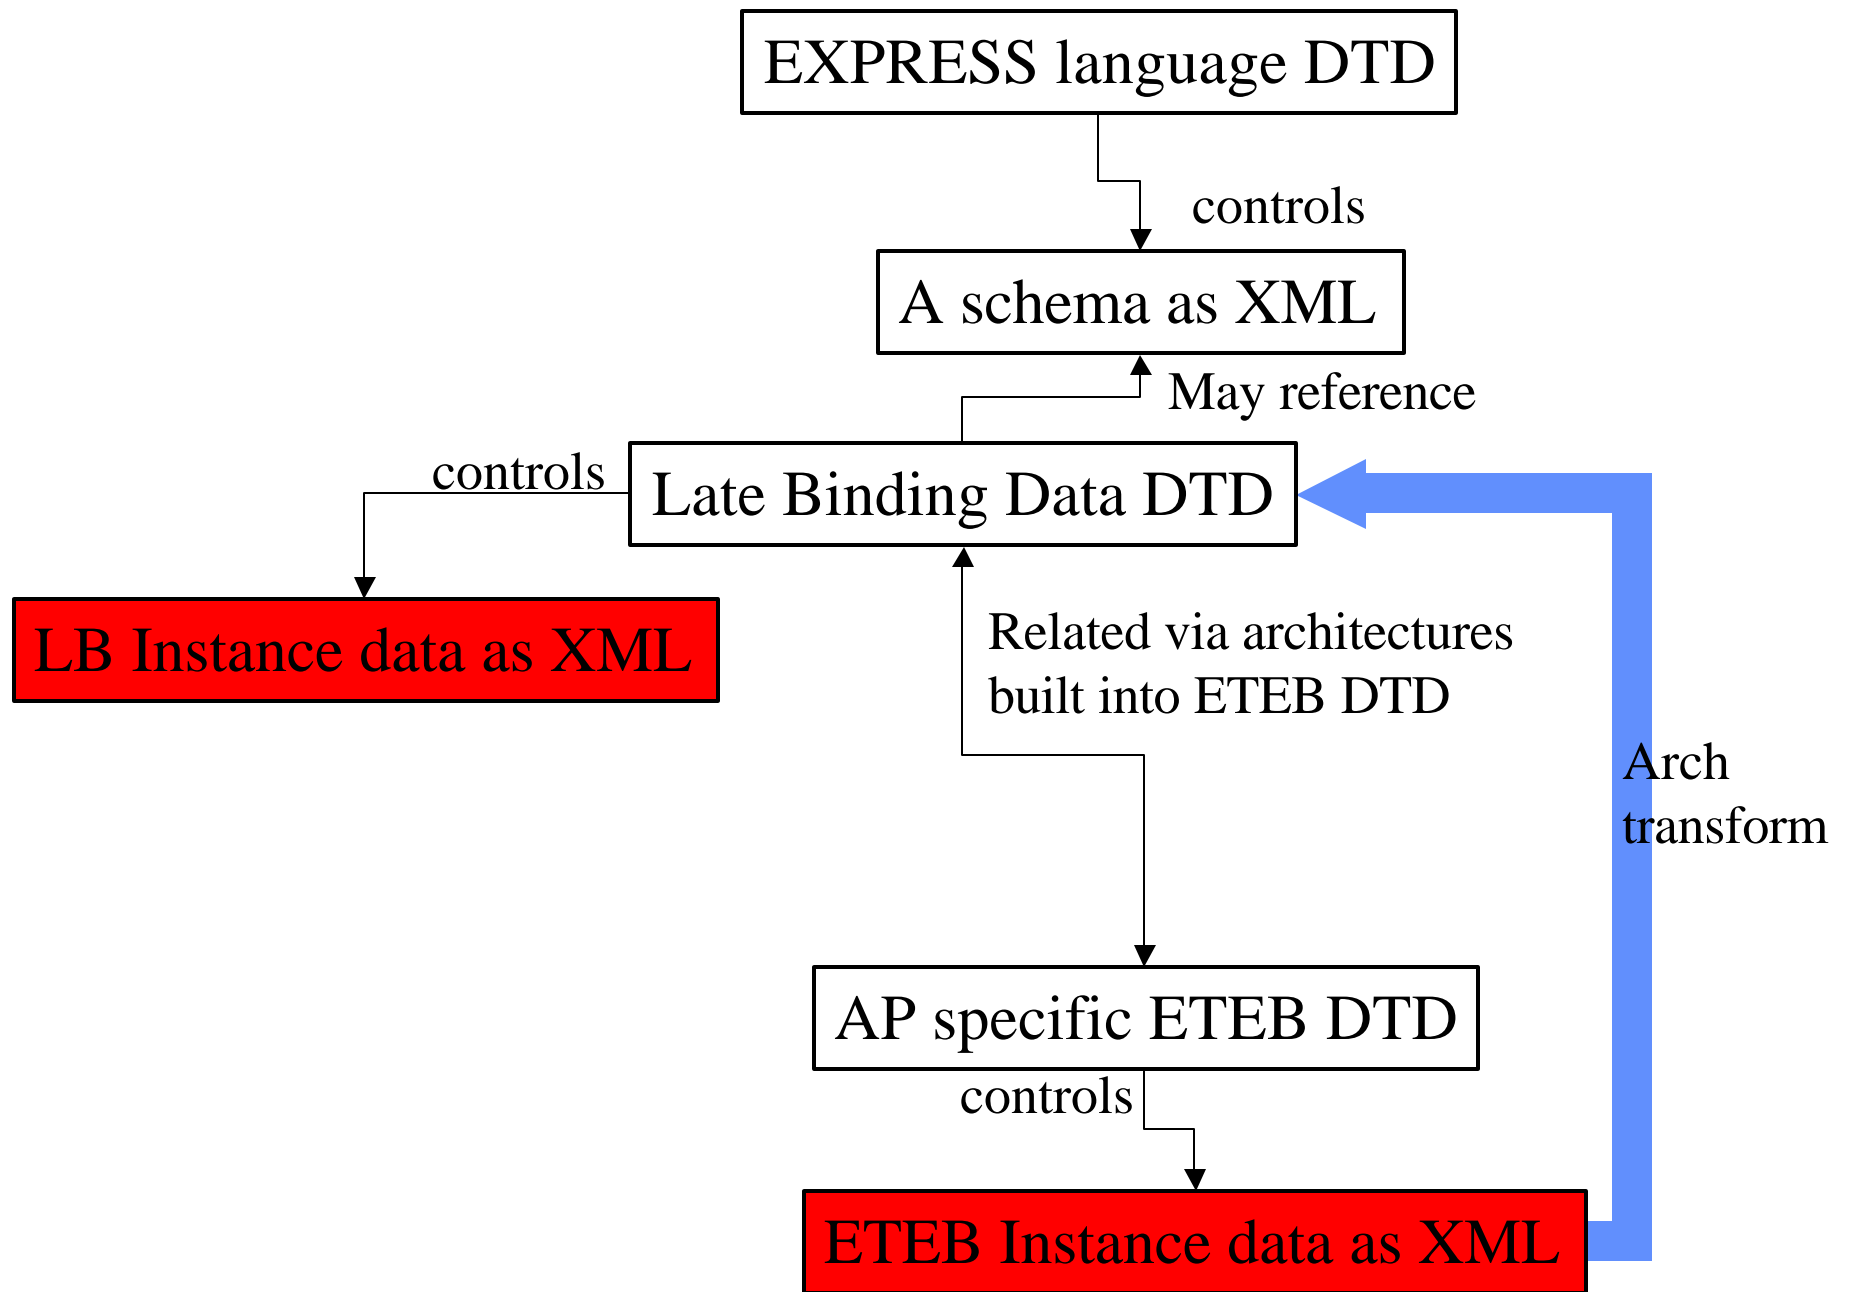 EXPRESS language DTD
controls
A schema as XML
May reference
controls
Late Binding Data DTD
LB Instance data as XML
Related via architectures
built into ETEB DTD
Arch
transform
AP specific ETEB DTD
controls
ETEB Instance data as XML